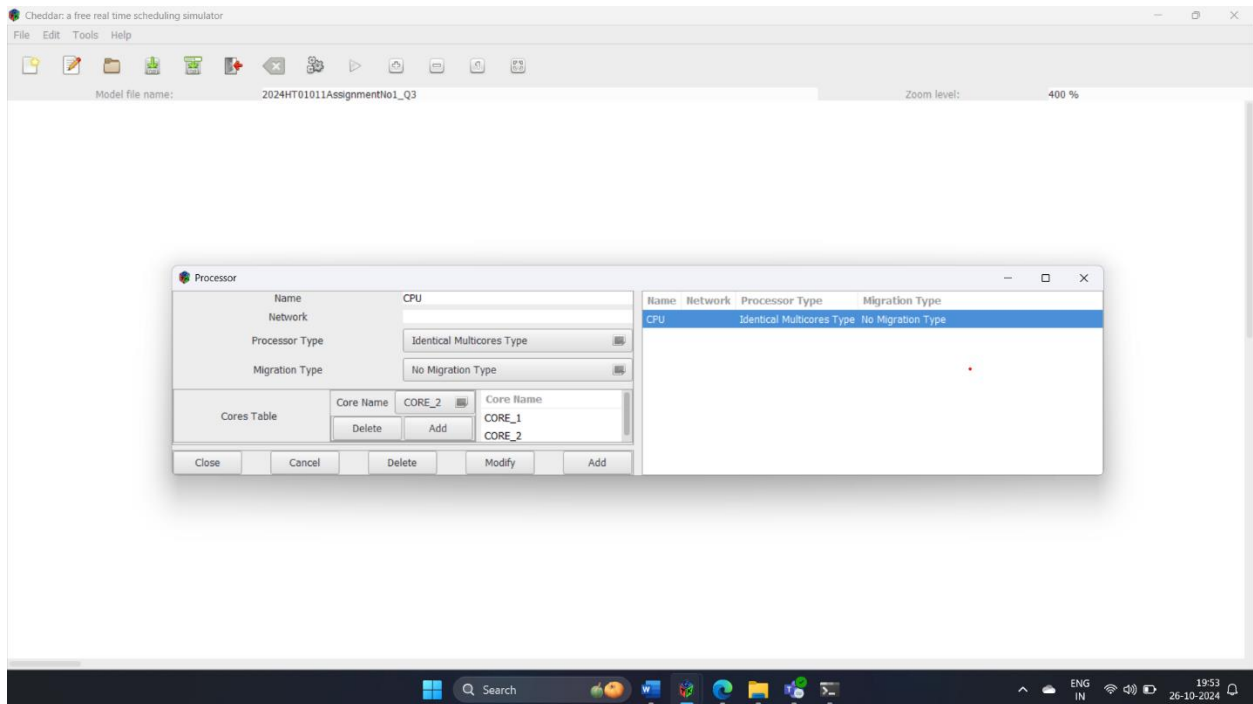 Cheddar: a free real time scheduling simulator
File Edit Tools Help
Model file name: 2024HT01011AssignmentNo1_Q3 Zoom level: 400 %
Processor
Name CPU
Network
Processor Type Identical Multicores Type
Migration Type No Migration Type
Cores Table
Core Name CORE_2
Delete Add
Core Name
CORE_1
CORE_2
Close Cancel Delete Modify Add
Name Network Processor Type Migration Type
CPU Identical Multicores Type No Migration Type
Search
ENG
IN
19:53
26-10-2024